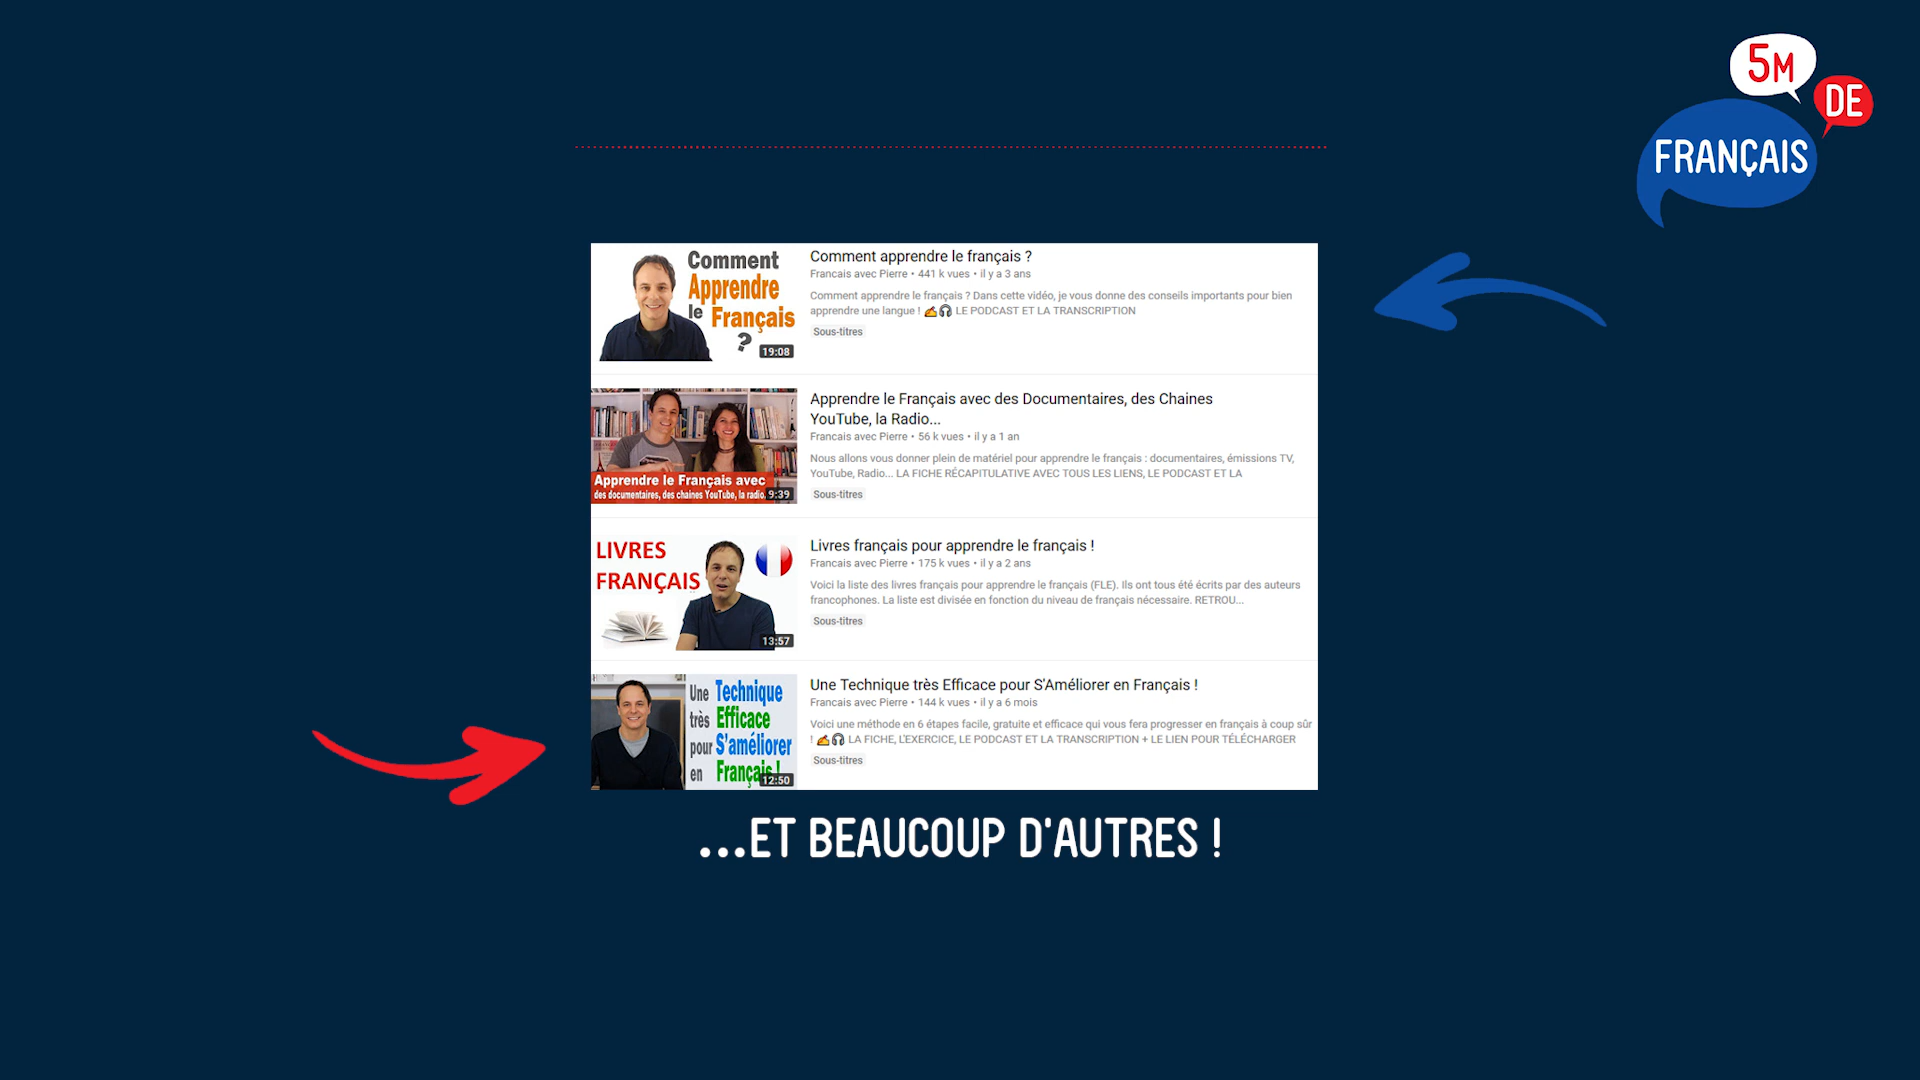 5M
DE
FRANÇAIS
Comment
Apprendre
le Français
?
19:08
Comment apprendre le français ?
Francais avec Pierre • 441 k vues • il y a 3 ans
Comment apprendre le français ? Dans cette vidéo, je vous donne des conseils importants pour bien
apprendre une langue ! ✍🎧 LE PODCAST ET LA TRANSCRIPTION
Sous-titres
Apprendre le Français avec
des documentaires, des chaines YouTube, la radio.
9:39
Apprendre le Français avec des Documentaires, des Chaines
YouTube, la Radio...
Francais avec Pierre • 56 k vues • il y a 1 an
Nous allons vous donner plein de matériel pour apprendre le français : documentaires, émissions TV,
YouTube, Radio... LA FICHE RÉCAPITULATIVE AVEC TOUS LES LIENS, LE PODCAST ET LA
Sous-titres
LIVRES
FRANÇAIS
13:57
Livres français pour apprendre le français !
Francais avec Pierre • 175 k vues • il y a 2 ans
Voici la liste des livres français pour apprendre le français (FLE). Ils ont tous été écrits par des auteurs
francophones. La liste est divisée en fonction du niveau de français nécessaire. RETROU...
Sous-titres
Une Technique
très Efficace
pour S'améliorer
en Français !
12:50
Une Technique très Efficace pour S'Améliorer en Français !
Francais avec Pierre • 144 k vues • il y a 6 mois
Voici une méthode en 6 étapes facile, gratuite et efficace qui vous fera progresser en français à coup sûr
! ✍🎧 LA FICHE, L'EXERCICE, LE PODCAST ET LA TRANSCRIPTION + LE LIEN POUR TÉLÉCHARGER
Sous-titres
...ET BEAUCOUP D'AUTRES !